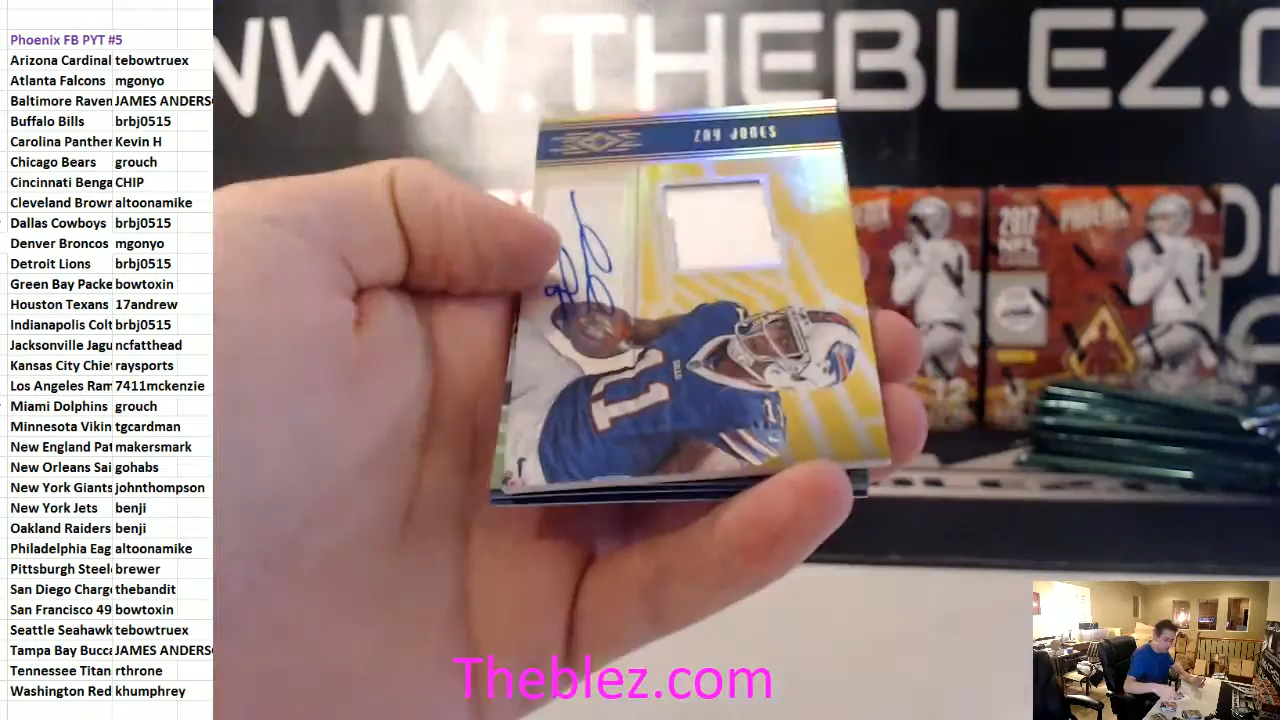 Phoenix FB PYT #5
Arizona Cardinal tebowtruex
Atlanta Falcons mgonyo
Baltimore Raven JAMES ANDERS
Buffalo Bills brbj0515
Carolina Panther Kevin H
Chicago Bears grouch
Cincinnati Benga CHIP
Cleveland Brown altoonamike
Dallas Cowboys brbj0515
Denver Broncos mgonyo
Detroit Lions brbj0515
Green Bay Packe bowtoxin
Houston Texans 17andrew
Indianapolis Colt brbj0515
Jacksonville Jagu ncfatthead
Kansas City Chief raysports
Los Angeles Ram 7411mckenzie
Miami Dolphins grouch
Minnesota Vikin tgcardman
New England Pat makersmark
New Orleans Sai gohabs
New York Giants johnthompson
New York Jets benji
Oakland Raiders benji
Philadelphia Eag altoonamike
Pittsburgh Steel brewer
San Diego Charg thebandit
San Francisco 49 bowtoxin
Seattle Seahawk tebowtruex
Tampa Bay Bucca JAMES ANDERS
Tennessee Titan rthrone
Washington Red khumphrey
WWW.THEBLEZ.C
ZAY JONES
11
2017
NFL
PHOENIX
12
Theblez.com